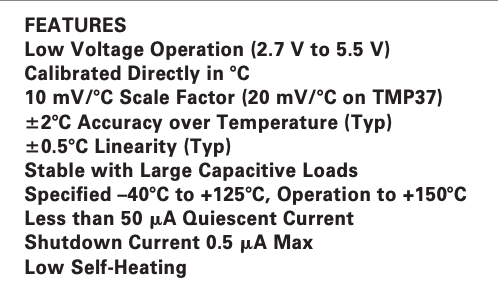 FEATURES
Low Voltage Operation (2.7 V to 5.5 V)
Calibrated Directly in °C
10 mV/°C Scale Factor (20 mV/°C on TMP37)
±2°C Accuracy over Temperature (Typ)
±0.5°C Linearity (Typ)
Stable with Large Capacitive Loads
Specified –40°C to +125°C, Operation to +150°C
Less than 50 μA Quiescent Current
Shutdown Current 0.5 μA Max
Low Self-Heating